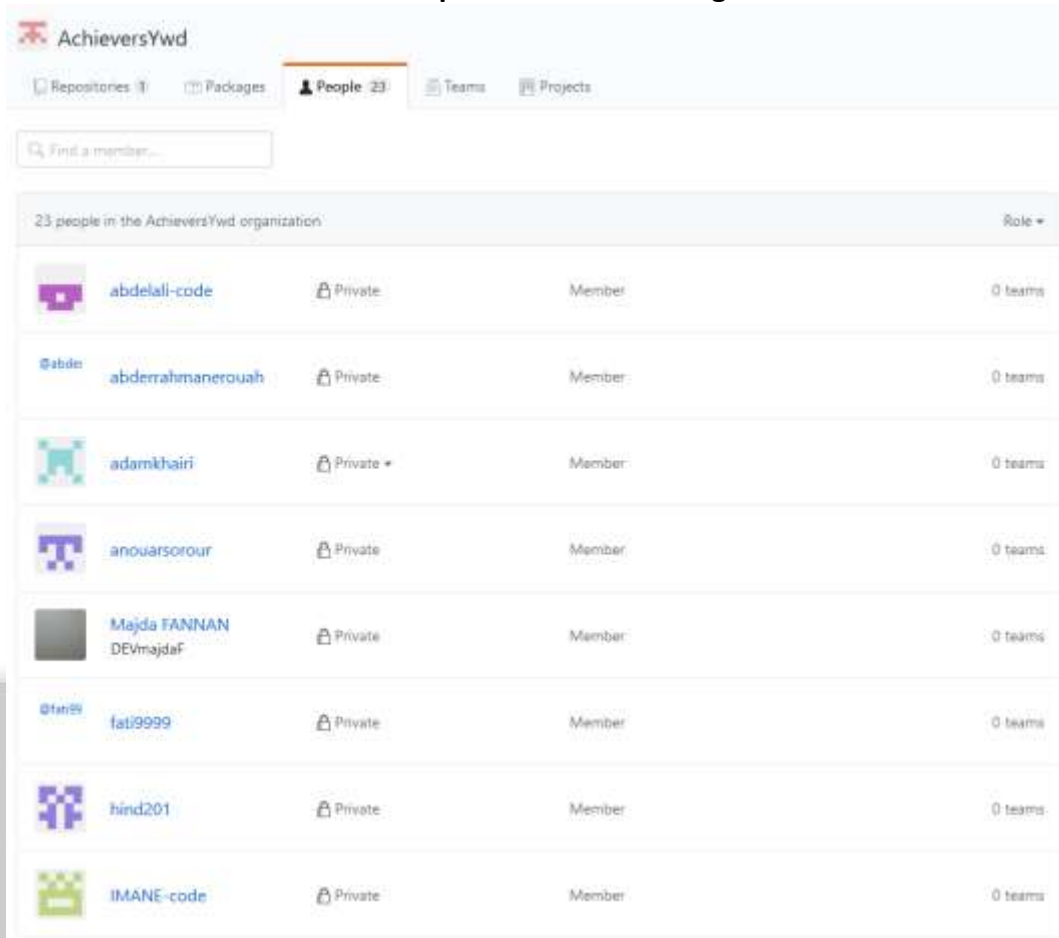 AchieversYwd
Repositories 1 Packages People 23 Teams Projects
Find a member...
23 people in the AchieversYwd organization Role
abdelali-code Private Member 0 teams
@abder
abderrahmanerouah Private Member 0 teams
adamkhairi Private Member 0 teams
anouarsorour Private Member 0 teams
Majda FANNAN
DEVmajdaF Private Member 0 teams
@fati99
fati9999 Private Member 0 teams
hind201 Private Member 0 teams
IMANE-code Private Member 0 teams